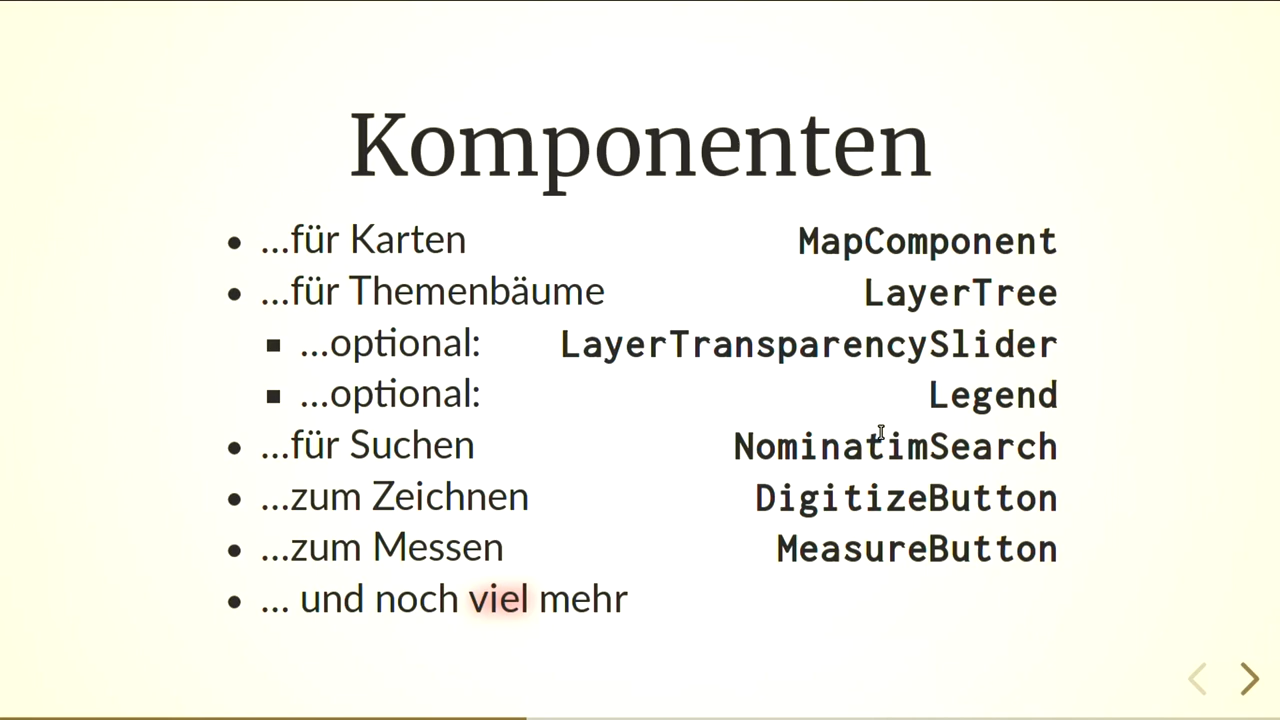 Komponenten
...für Karten MapComponent
...für Themenbäume LayerTree
...optional: LayerTransparencySlider
...optional: Legend
...für Suchen NominatimSearch
...zum Zeichnen DigitizeButton
...zum Messen MeasureButton
... und noch viel mehr